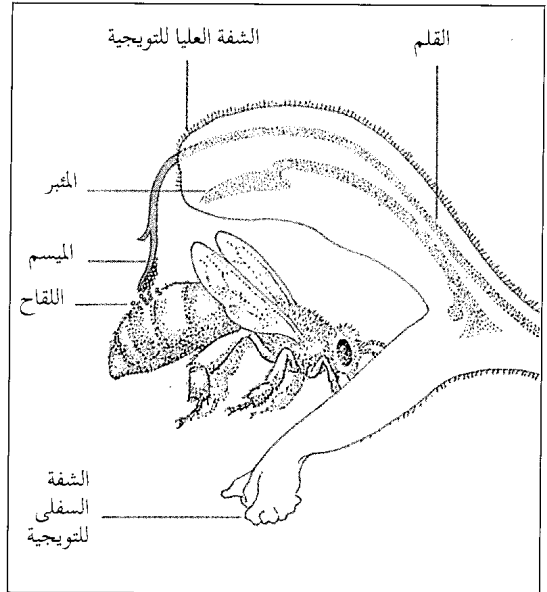 القلم
الشفة العليا للتويجية
المئبر
الميسم
اللقاح
الشفة
السفلى
للتويجية